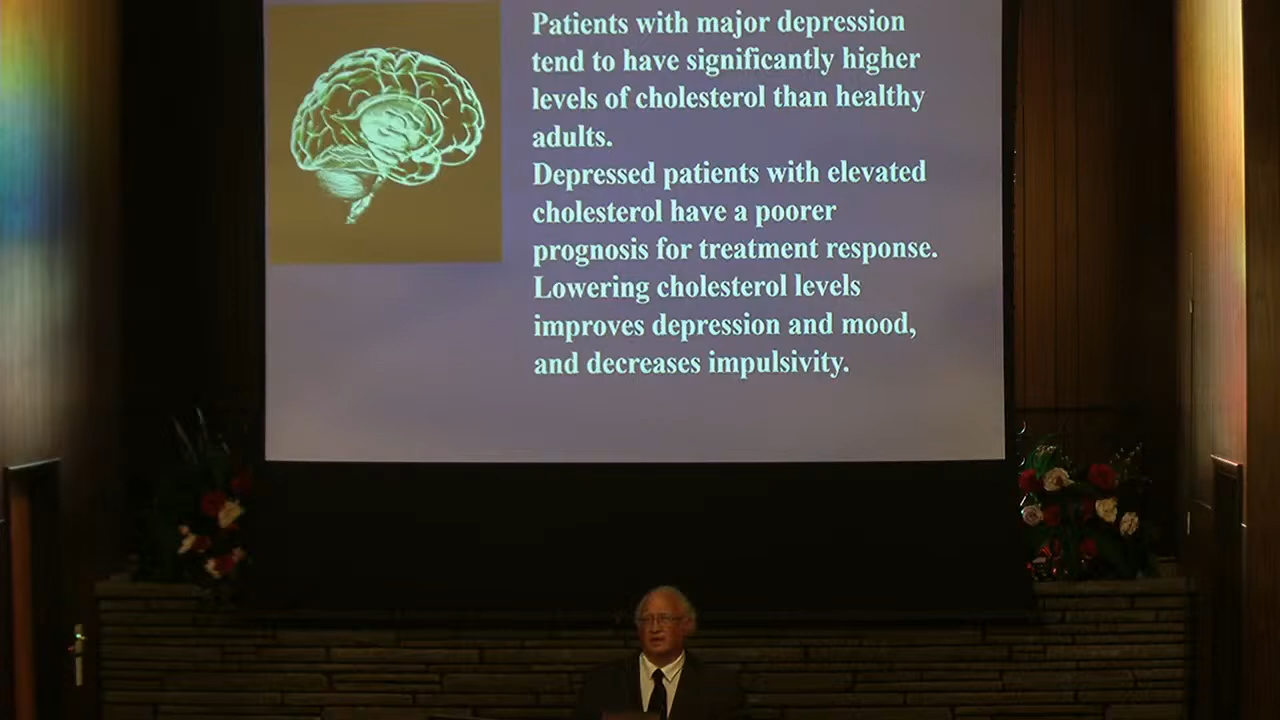 Patients with major depression
tend to have significantly higher
levels of cholesterol than healthy
adults.
Depressed patients with elevated
cholesterol have a poorer
prognosis for treatment response.
Lowering cholesterol levels
improves depression and mood,
and decreases impulsivity.